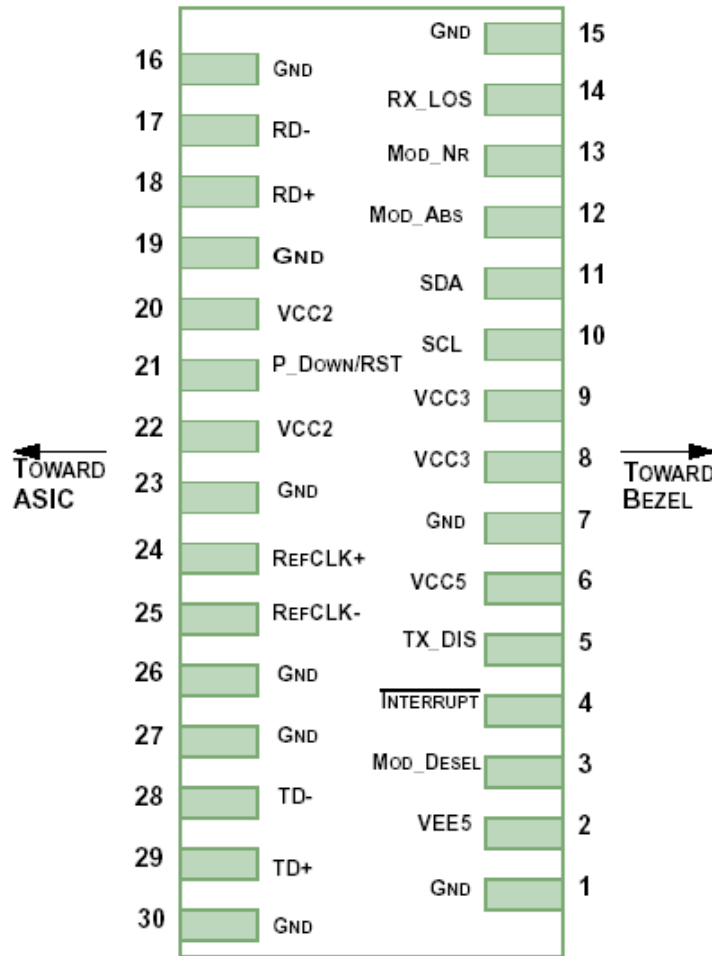 GND 15
16 GND
RX_LOS 14
17 RD-
MOD_NR 13
18 RD+
MOD_ABS 12
19 GND
SDA 11
20 VCC2
SCL 10
21 P_DOWN/RST
VCC3 9
22 VCC2
TOWARD
ASIC
VCC3 8
TOWARD
BEZEL
23 GND
GND 7
24 REFCLK+
VCC5 6
25 REFCLK-
TX_DIS 5
26 GND
INTERRUPT 4
27 GND
MOD_DESEL 3
28 TD-
VEE5 2
29 TD+
GND 1
30 GND